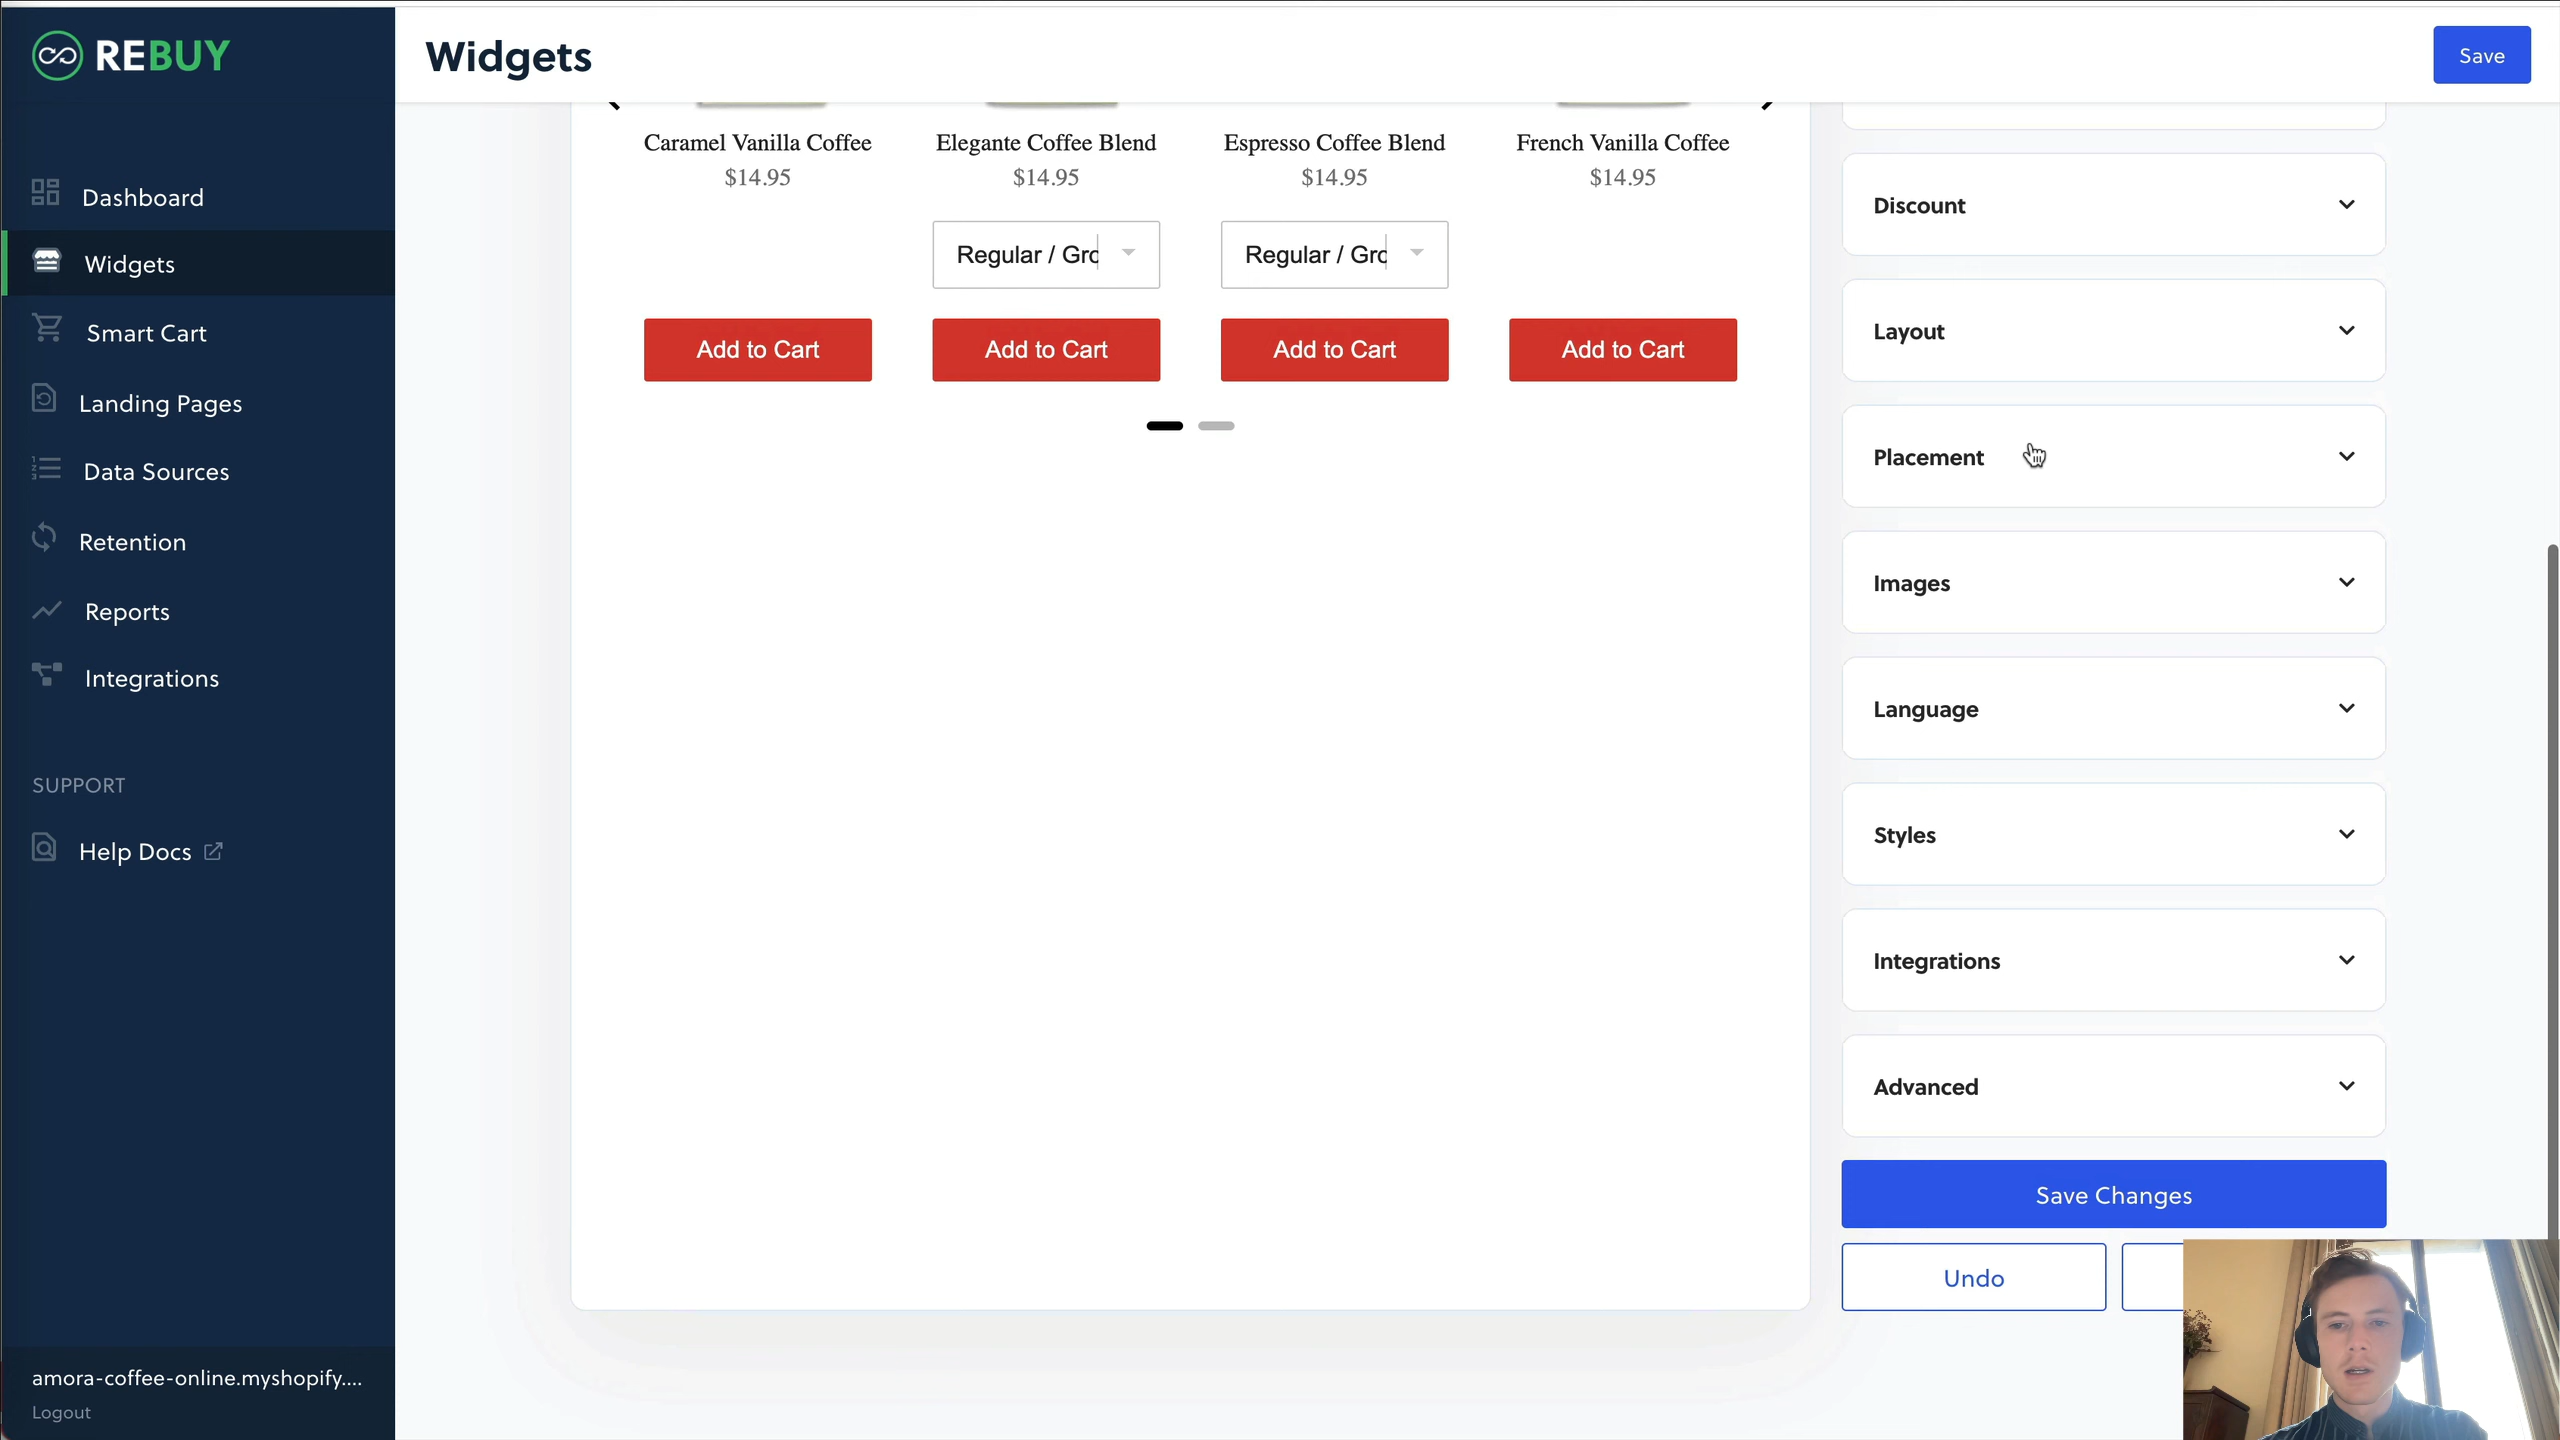 REBUY
Widgets
Save
Dashboard
Widgets
Smart Cart
Landing Pages
Data Sources
Retention
Reports
Integrations
SUPPORT
Help Docs
amora-coffee-online.myshopify....
Logout
Caramel Vanilla Coffee
$14.95
Add to Cart
Elegante Coffee Blend
$14.95
Regular / Grc
Add to Cart
Espresso Coffee Blend
$14.95
Regular / Grc
Add to Cart
French Vanilla Coffee
$14.95
Add to Cart
Discount
Layout
Placement
Images
Language
Styles
Integrations
Advanced
Save Changes
Undo